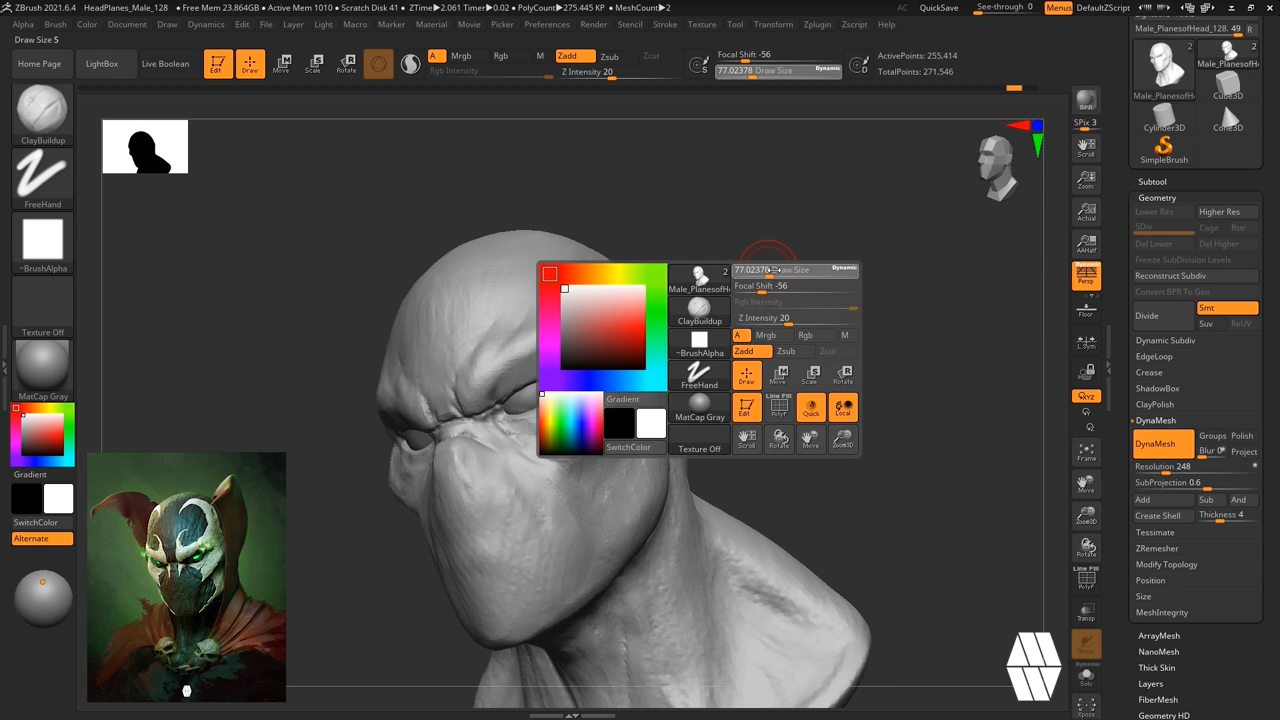 ZBrush 2021.6.4 HeadPlanes_Male_128 • Free Mem 23.864GB • Active Mem 1010 • Scratch Disk 41 • ZTime▶2.061 Timer▶0.02 • PolyCount▶275.445 KP • MeshCount▶2 AC QuickSave See-through 0 Menus DefaultZScript
Alpha Brush Color Document Draw Dynamics Edit File Layer Light Macro Marker Material Movie Picker Preferences Render Stencil Stroke Texture Tool Transform Zplugin Zscript Help
Draw Size S
Home Page
LightBox
Live Boolean
Edit
Draw
Move
Scale
Rotate
A Mrgb Rgb M
Rgb Intensity
Zadd Zsub
Z Intensity 20
S
Focal Shift -56
77.02378 Draw Size Dynamic
D
ActivePoints: 255,414
TotalPoints: 271,546
ClayBuildup
FreeHand
~BrushAlpha
Texture Off
MatCap Gray
Gradient
SwitchColor
Alternate
2
Male_PlanesofH
ClayBuildup
~BrushAlpha
FreeHand
MatCap Gray
Texture Off
Gradient
SwitchColor
Dynamic
Focal Shift -56
Rgb Intensity
Z Intensity 20
A Mrgb Rgb M
Zadd Zsub Zcut
Draw Move Scale Rotate
Line Fill
Edit PolyF Quick Local
Scroll Rotate Move Zoom3D
BPR
SPix 3
Scroll
Zoom
Actual
AAHalf
Dynamic
Persp
Floor
L.Sym
XYZ
Frame
Move
Zoom3D
Rotate
Line Fill
PolyF
Transp
Dynamic
Solo
Xpose
Male_PlanesofHead_128. 49 R
2
2
Male_PlanesofH
Male_PlanesofH
Cube3D
Cylinder3D
Cone3D
SimpleBrush
Subtool
Geometry
Lower Res Higher Res
SDiv Cage Rstr
Del Lower Del Higher
Freeze SubDivision Levels
Reconstruct Subdiv
Convert BPR To Geo
Divide Smt
Suv ReUV
Dynamic Subdiv
EdgeLoop
Crease
ShadowBox
ClayPolish
DynaMesh
DynaMesh Groups Polish
Blur 0 Project
Resolution 248
SubProjection 0.6
Add Sub And
Create Shell Thickness 4
Tessimate
ZRemesher
Modify Topology
Position
Size
MeshIntegrity
ArrayMesh
NanoMesh
Thick Skin
Layers
FiberMesh
Geometry HD